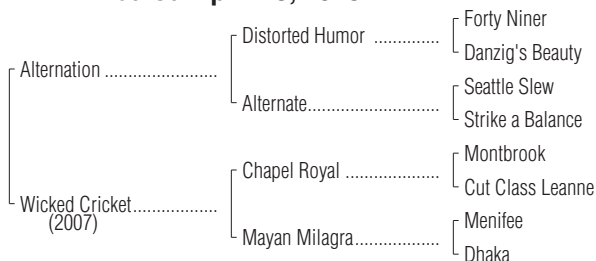 Forty Niner
Distorted Humor ..............
Danzig's Beauty
Alternation ........................
Seattle Slew
Alternate............................
Strike a Balance
Montbrook
Chapel Royal ....................
Cut Class Leanne
Wicked Cricket..................
(2007)
Menifee
Mayan Milagra..................
Dhaka